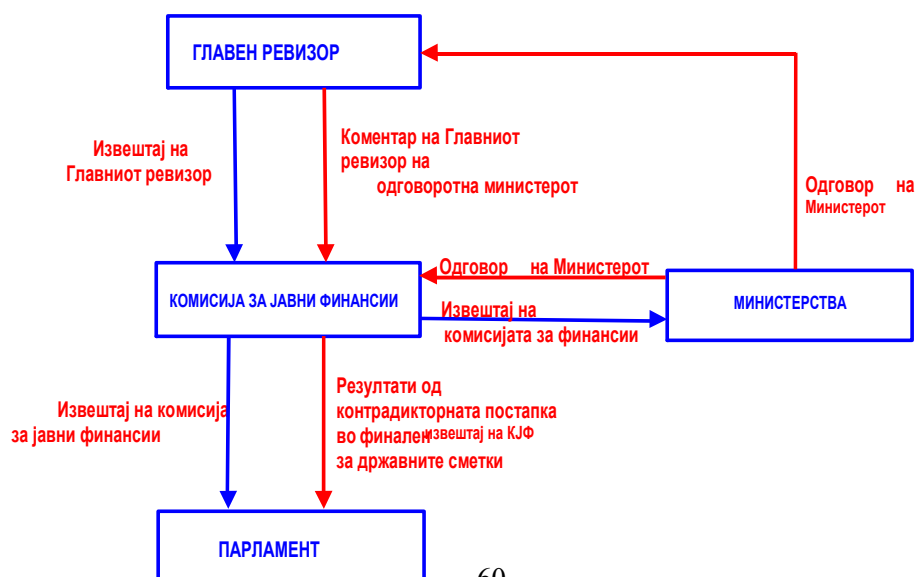 ГЛАВЕН РЕВИЗОР
Извештај на
Главниот ревизор
Коментар на Главниот
ревизор на
одговоротна министерот
Одговор на
Министерот
КОМИСИЈА ЗА ЈАВНИ ФИНАНСИИ
Одговор на Министерот
Извештај на
комисијата за финансии
МИНИСТЕРСТВА
Извештај на комисија
за јавни финансии
Резултати од
контрадикторната постапка
во финален извештај на КЈФ
за државните сметки
ПАРЛАМЕНТ
60